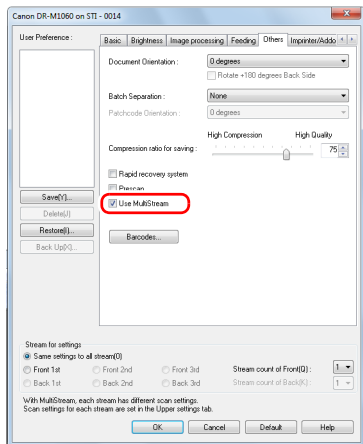 Canon DR-M1060 on STI - 0014
User Preference :
Basic Brightness Image processing Feeding Others Imprinter/Addo
Document Orientation : 0 degrees
Rotate +180 degrees Back Side
Batch Separation : None
Patchcode Orientation : 0 degrees
High Compression High Quality
Compression ratio for saving : 75
Rapid recovery system
Prescan
Use MultiStream
Barcodes...
Save(Y)...
Delete(J)
Restore(I)...
Back Up(X)...
Stream for settings
Same settings to all stream(0)
Front 1st Front 2nd Front 3rd Stream count of Front(Q) : 1
Back 1st Back 2nd Back 3rd Stream count of Back(K) : 1
With MultiStream, each stream has different scan settings.
Scan settings for each stream are set in the Upper settings tab.
OK Cancel Default Help